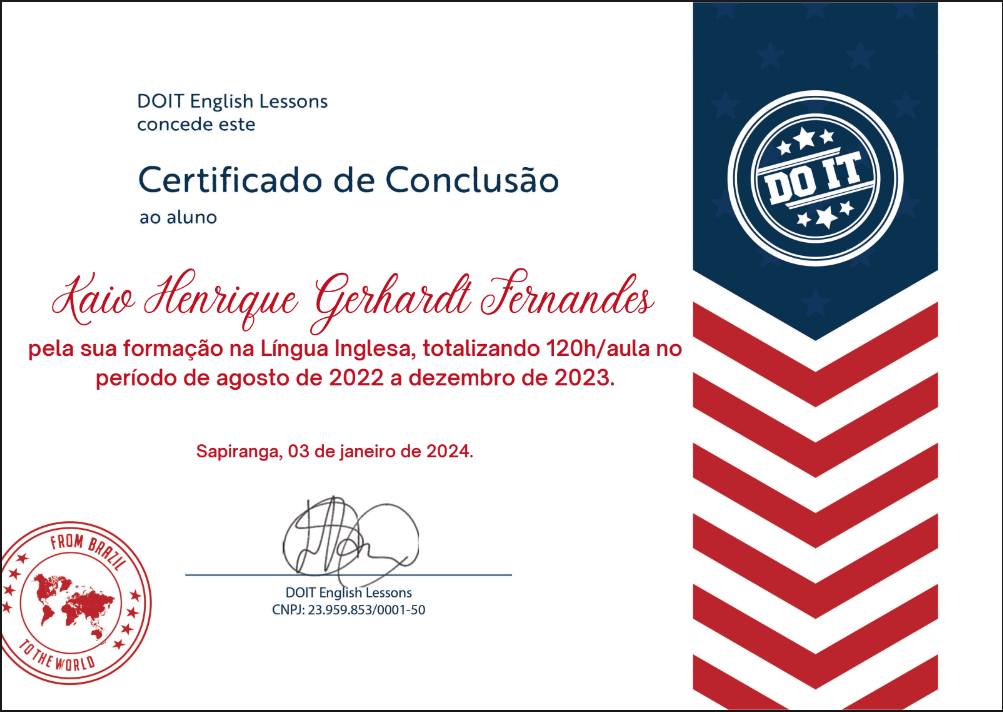 DOIT English Lessons
concede este
Certificado de Conclusão
ao aluno
DO IT
Kaio Henrique Gerhardt Fernandes
pela sua formação na Língua Inglesa, totalizando 120h/aula no
período de agosto de 2022 a dezembro de 2023.
Sapiranga, 03 de janeiro de 2024.
FROM BRAZIL
TO THE WORLD
DOIT English Lessons
CNPJ: 23.959.853/0001-50